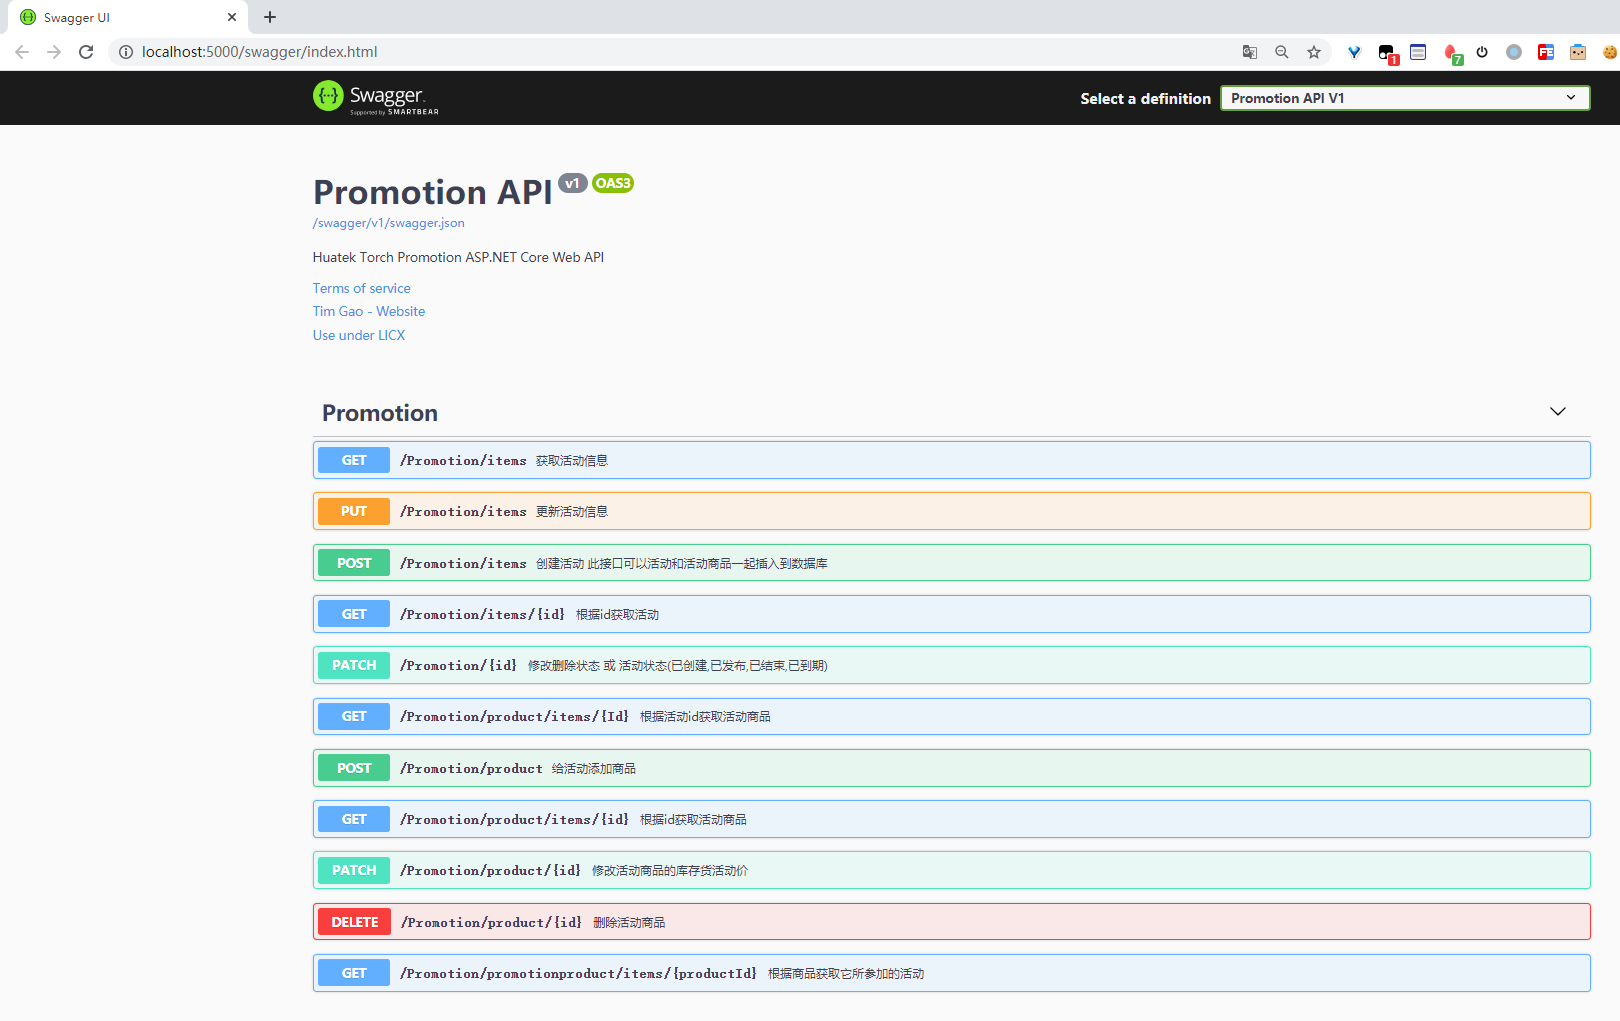 Swagger UI
localhost:5000/swagger/index.html
1
7
FE
Swagger
Supported by SMARTBEAR
Select a definition
Promotion API V1
Promotion API v1 OAS3
/swagger/v1/swagger.json
Huatek Torch Promotion ASP.NET Core Web API
Terms of service
Tim Gao - Website
Use under LICX
Promotion
GET /Promotion/items 获取活动信息
PUT /Promotion/items 更新活动信息
POST /Promotion/items 创建活动 此接口可以活动和活动商品一起插入到数据库
GET /Promotion/items/{id} 根据id获取活动
PATCH /Promotion/{id} 修改删除状态 或 活动状态(已创建,已发布,已结束,已到期)
GET /Promotion/product/items/{Id} 根据活动id获取活动商品
POST /Promotion/product 给活动添加商品
GET /Promotion/product/items/{id} 根据id获取活动商品
PATCH /Promotion/product/{id} 修改活动商品的库存货活动价
DELETE /Promotion/product/{id} 删除活动商品
GET /Promotion/promotionproduct/items/{productId} 根据商品获取它所参加的活动